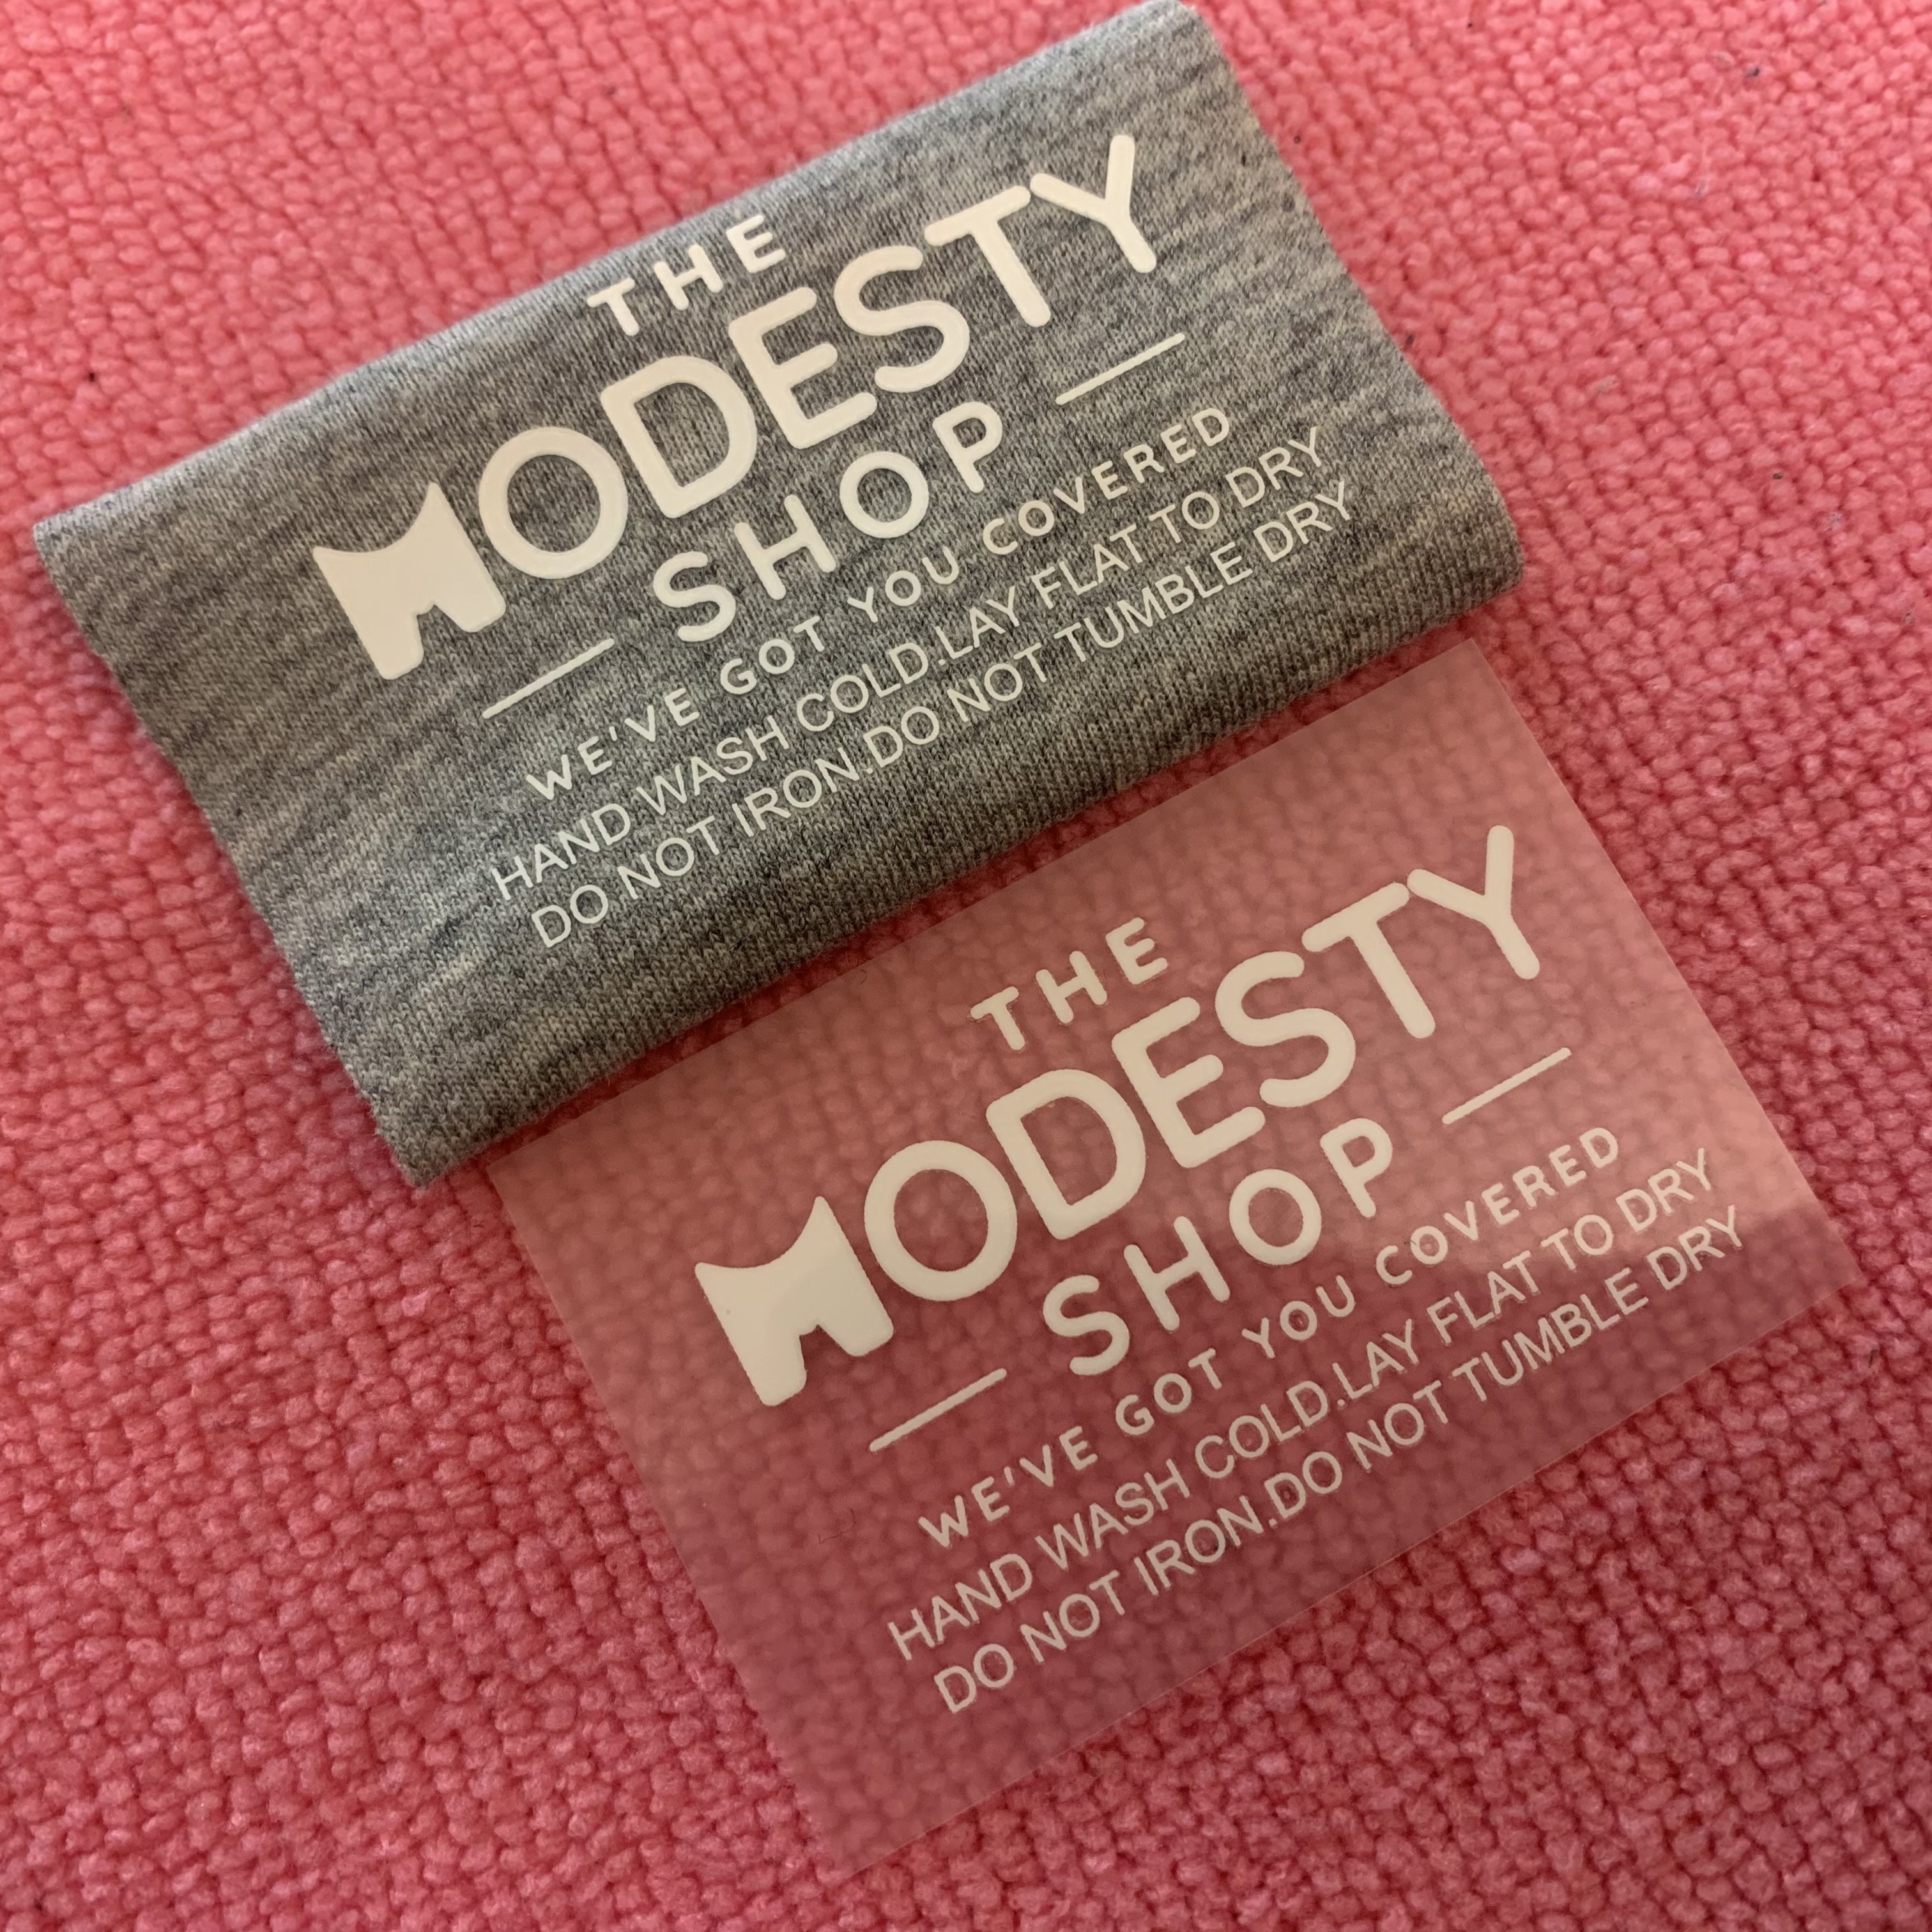 THE
MODESTY
SHOP
WE'VE GOT YOU COVERED
HAND WASH COLD.LAY FLAT TO DRY
DO NOT IRON.DO NOT TUMBLE DRY
THE
MODESTY
SHOP
WE'VE GOT YOU COVERED
HAND WASH COLD.LAY FLAT TO DRY
DO NOT IRON.DO NOT TUMBLE DRY